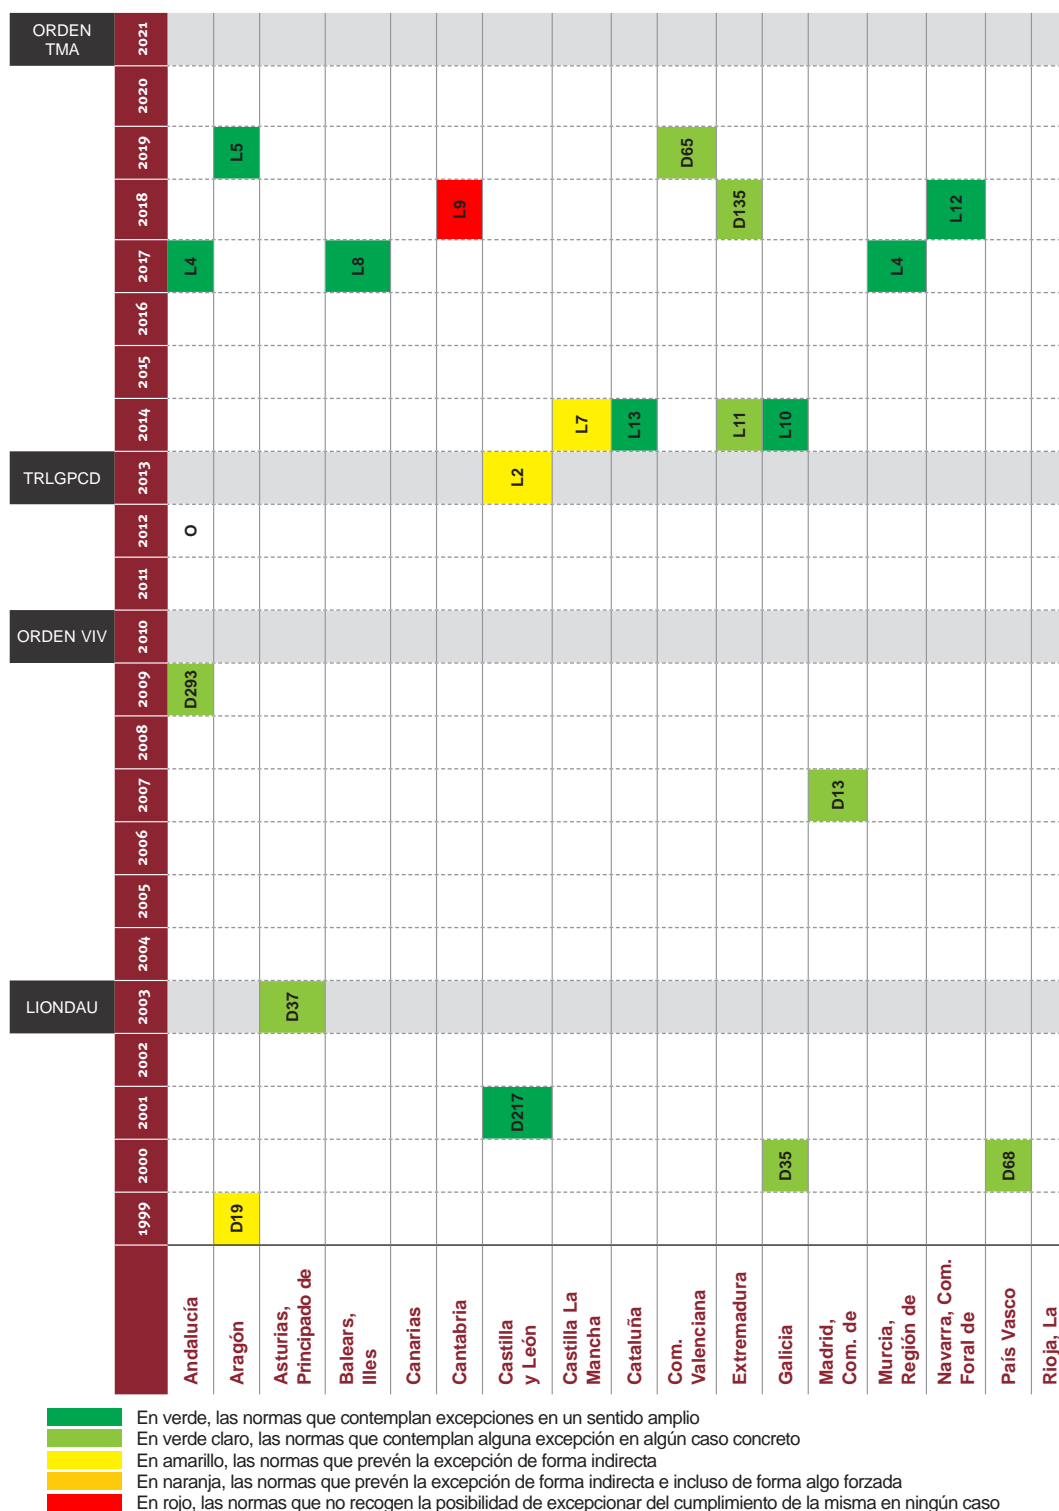 ORDEN
TMA
2021
2020
2019
L5
D65
2018
L9
D135
L12
2017
L4
L8
L4
2016
2015
2014
L7
L13
L11
L10
TRLGPCD
2013
L2
2012
O
2011
ORDEN VIV
2010
2009
D293
2008
2007
D13
2006
2005
2004
LIONDAU
2003
D37
2002
2001
D217
2000
D35
D68
1999
D19
Andalucía
Aragón
Asturias,
Principado de
Balears,
Illes
Canarias
Cantabria
Castilla
y León
Castilla La
Mancha
Cataluña
Com.
Valenciana
Extremadura
Galicia
Madrid,
Com. de
Murcia,
Región de
Navarra, Com.
Foral de
País Vasco
Rioja, La
En verde, las normas que contemplan excepciones en un sentido amplio
En verde claro, las normas que contemplan alguna excepción en algún caso concreto
En amarillo, las normas que prevén la excepción de forma indirecta
En naranja, las normas que prevén la excepción de forma indirecta e incluso de forma algo forzada
En rojo, las normas que no recogen la posibilidad de excepcionar del cumplimiento de la misma en ningún caso